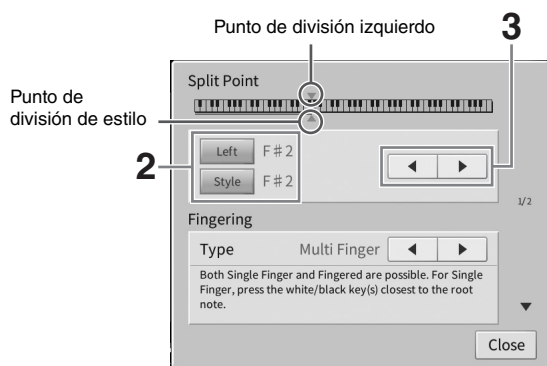 Punto de división izquierdo
3
Split Point
Punto de
división de estilo
2
Left F#2
Style F#2
1/2
Fingering
Type Multi Finger
Both Single Finger and Fingered are possible. For Single
Finger, press the white/black key(s) closest to the root
note.
Close